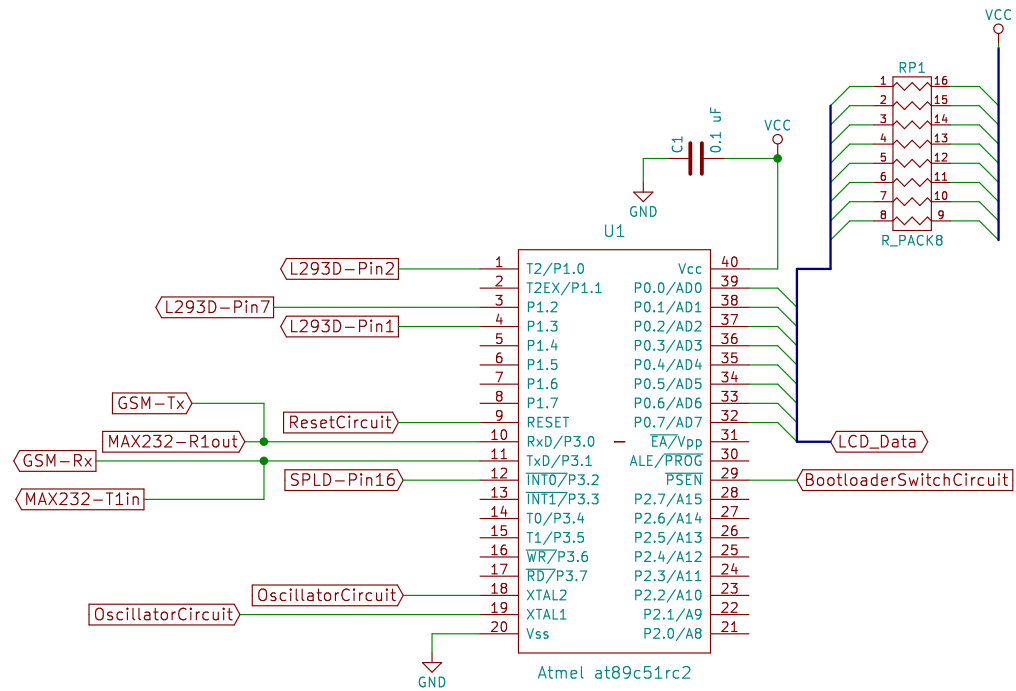 VCC
RP1
1 16
2 15
3 14
4 13
5 12
6 11
7 10
8 9
R_PACK8
C1
0.1 uF
VCC
GND
U1
L293D-Pin2 1 T2/P1.0 Vcc 40
2 T2EX/P1.1 P0.0/AD0 39
L293D-Pin7 3 P1.2 P0.1/AD1 38
L293D-Pin1 4 P1.3 P0.2/AD2 37
5 P1.4 P0.3/AD3 36
6 P1.5 P0.4/AD4 35
7 P1.6 P0.5/AD5 34
GSM-Tx 8 P1.7 P0.6/AD6 33
ResetCircuit 9 RESET P0.7/AD7 32
MAX232-R1out 10 RxD/P3.0 EA/Vpp 31 LCD_Data
GSM-Rx 11 TxD/P3.1 ALE/PROG 30
SPLD-Pin16 12 INT0/P3.2 PSEN 29 BootloaderSwitchCircuit
MAX232-T1in 13 INT1/P3.3 P2.7/A15 28
14 T0/P3.4 P2.6/A14 27
15 T1/P3.5 P2.5/A13 26
16 WR/P3.6 P2.4/A12 25
17 RD/P3.7 P2.3/A11 24
OscillatorCircuit 18 XTAL2 P2.2/A10 23
OscillatorCircuit 19 XTAL1 P2.1/A9 22
20 Vss P2.0/A8 21
GND
Atmel at89c51rc2